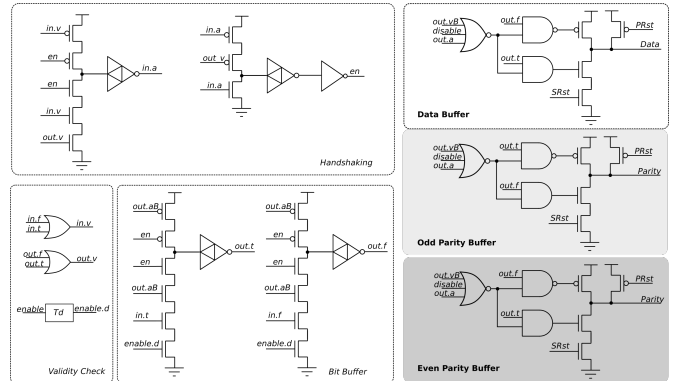 in.v
en
en
in.v
out.v
in.a
in.a
out_v
in.a
en
Handshaking
out.vB
disable
out.a
out.f
out.t
SRst
PRst
Data
Data Buffer
out.vB
disable
out.a
out.t
out.f
SRst
PRst
Parity
Odd Parity Buffer
out.vB
disable
out.a
out.f
out.t
SRst
PRst
Parity
Even Parity Buffer
in.f
in.t
in.v
out.f
out.t
out.v
enable
Td
enable.d
Validity Check
out.aB
en
en
out.aB
in.t
enable.d
out.t
out.aB
en
en
out.aB
in.f
enable.d
out.f
Bit Buffer